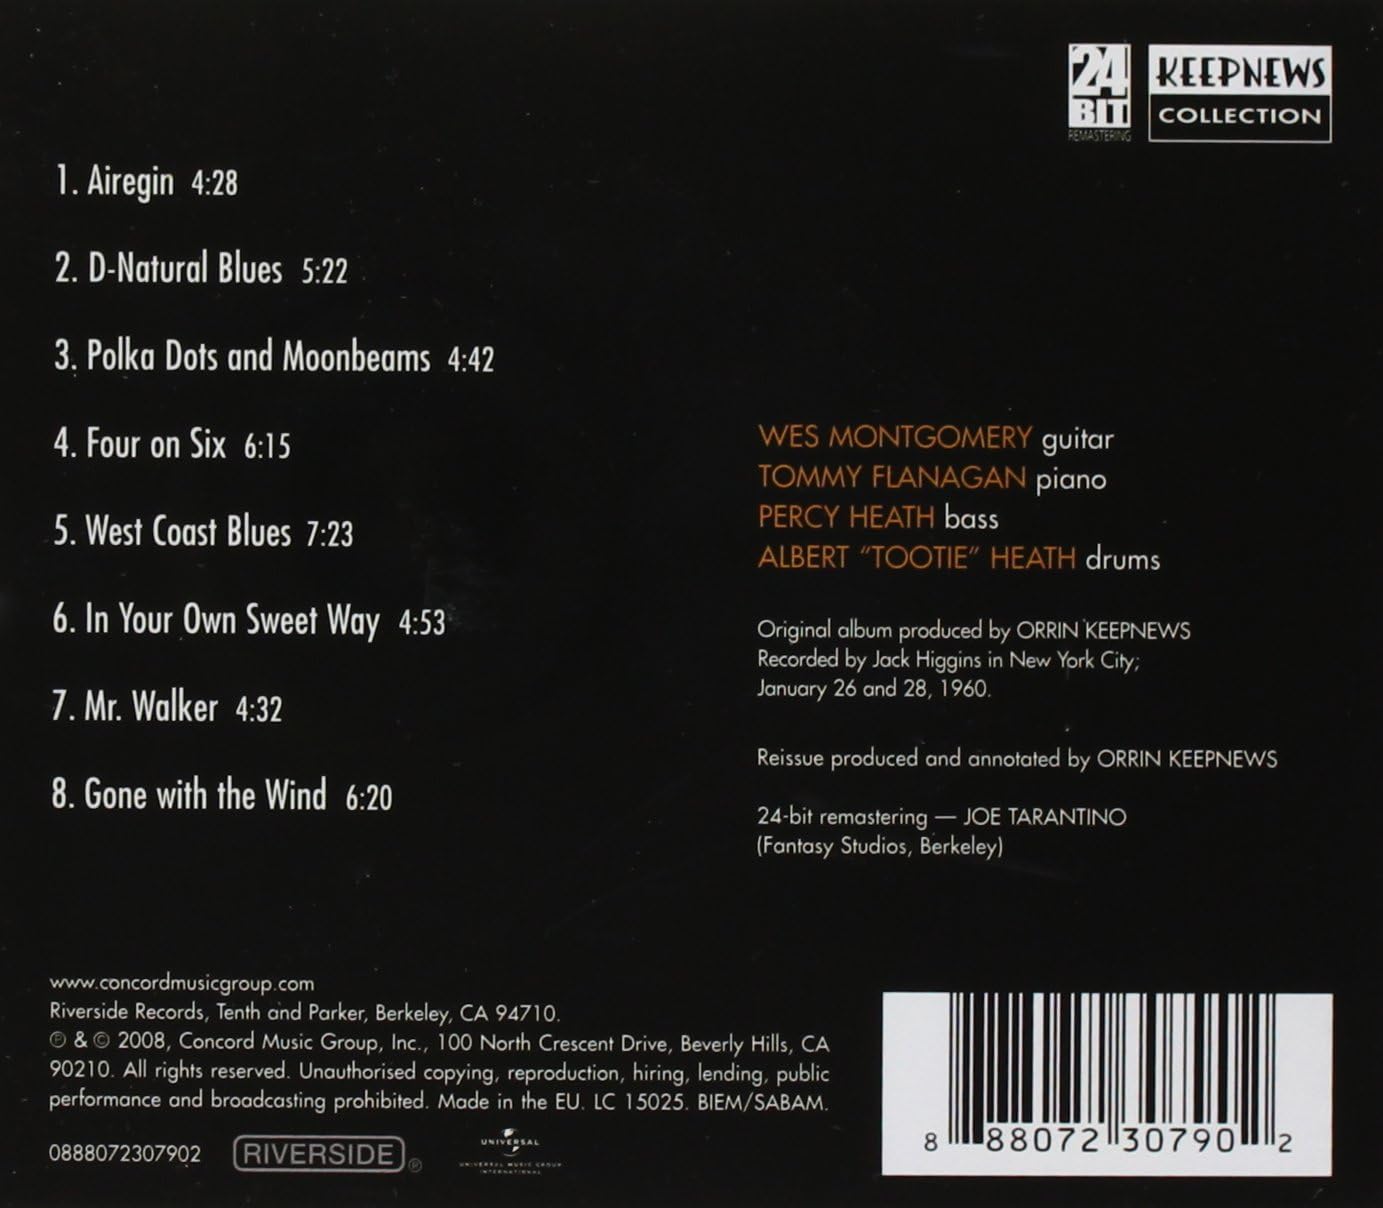 24
BIT
REMASTERING
KEEPNEWS
COLLECTION
1. Airegin 4:28
2. D-Natural Blues 5:22
3. Polka Dots and Moonbeams 4:42
4. Four on Six 6:15
5. West Coast Blues 7:23
6. In Your Own Sweet Way 4:53
7. Mr. Walker 4:32
8. Gone with the Wind 6:20
WES MONTGOMERY guitar
TOMMY FLANAGAN piano
PERCY HEATH bass
ALBERT “TOOTIE” HEATH drums
Original album produced by ORRIN KEEPNEWS
Recorded by Jack Higgins in New York City;
January 26 and 28, 1960.
Reissue produced and annotated by ORRIN KEEPNEWS
24-bit remastering — JOE TARANTINO
(Fantasy Studios, Berkeley)
www.concordmusicgroup.com
Riverside Records, Tenth and Parker, Berkeley, CA 94710.
℗ & © 2008, Concord Music Group, Inc., 100 North Crescent Drive, Beverly Hills, CA
90210. All rights reserved. Unauthorised copying, reproduction, hiring, lending, public
performance and broadcasting prohibited. Made in the EU. LC 15025. BIEM/SABAM.
0888072307902
RIVERSIDE ®
UNIVERSAL
UNIVERSAL MUSIC GROUP
INTERNATIONAL
8 88072 30790 2